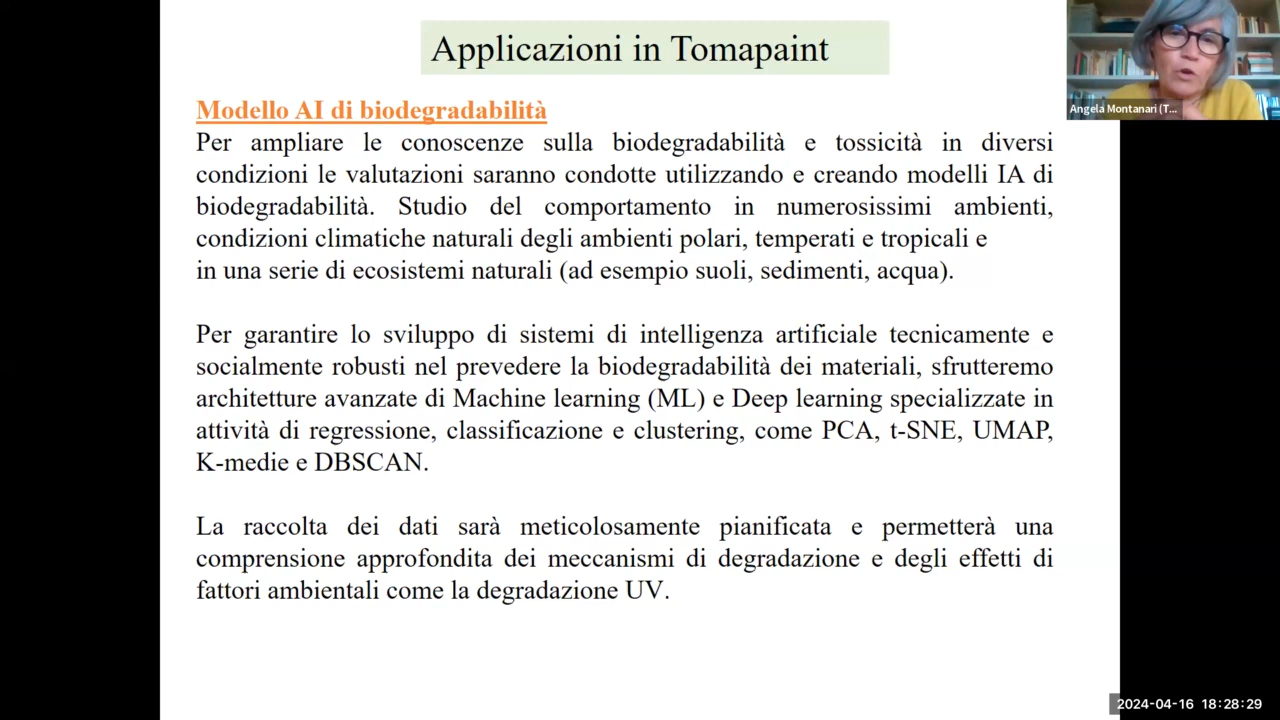 Applicazioni in Tomapaint
Angela Montanari (T...
Modello AI di biodegradabilità
Per ampliare le conoscenze sulla biodegradabilità e tossicità in diversi
condizioni le valutazioni saranno condotte utilizzando e creando modelli IA di
biodegradabilità. Studio del comportamento in numerosissimi ambienti,
condizioni climatiche naturali degli ambienti polari, temperati e tropicali e
in una serie di ecosistemi naturali (ad esempio suoli, sedimenti, acqua).
Per garantire lo sviluppo di sistemi di intelligenza artificiale tecnicamente e
socialmente robusti nel prevedere la biodegradabilità dei materiali, sfrutteremo
architetture avanzate di Machine learning (ML) e Deep learning specializzate in
attività di regressione, classificazione e clustering, come PCA, t-SNE, UMAP,
K-medie e DBSCAN.
La raccolta dei dati sarà meticolosamente pianificata e permetterà una
comprensione approfondita dei meccanismi di degradazione e degli effetti di
fattori ambientali come la degradazione UV.
2024-04-16 18:28:29